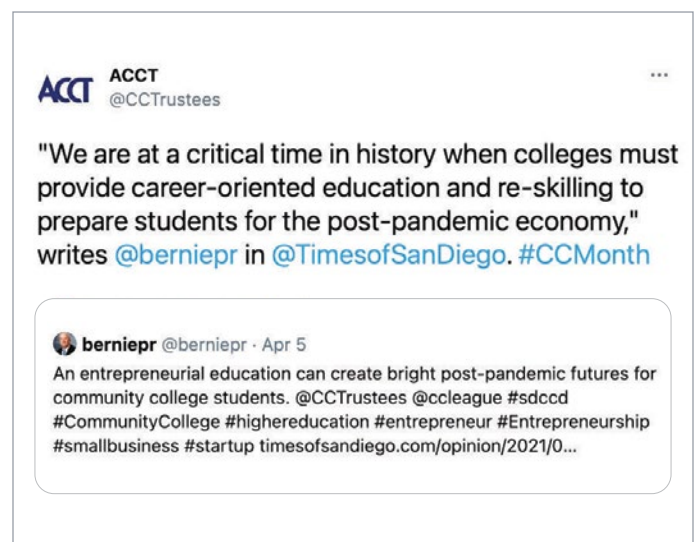 ACCT
ACCT
@CCTrustees
...
"We are at a critical time in history when colleges must
provide career-oriented education and re-skilling to
prepare students for the post-pandemic economy,"
writes @berniepr in @TimesofSanDiego. #CCMonth
berniepr @berniepr · Apr 5
An entrepreneurial education can create bright post-pandemic futures for
community college students. @CCTrustees @ccleague #sdccd
#CommunityCollege #highereducation #entrepreneur #Entrepreneurship
#smallbusiness #startup timesofsandiego.com/opinion/2021/0...